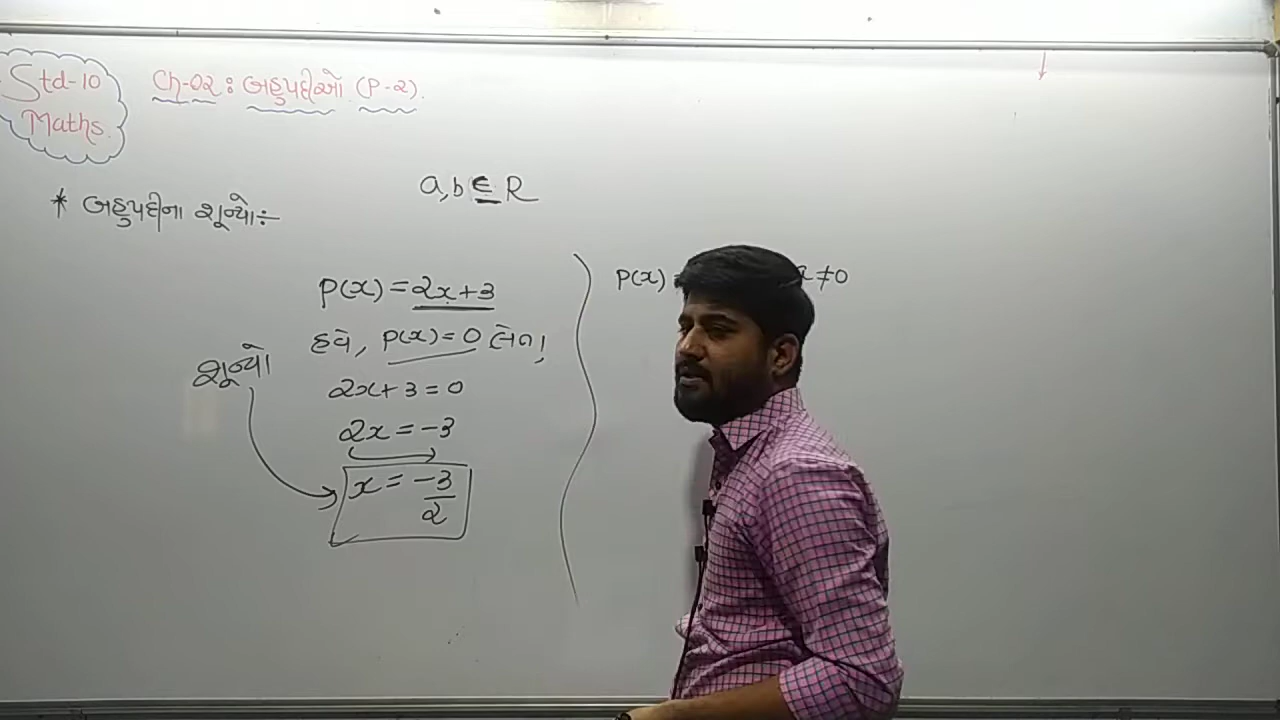 Std-10
Maths.
Ch-02 : બહુપદીઓ (P-2).
a,b ∈ R
* બહુપદીના શૂન્યો:-
P(x) = 2x+3
હવે, P(x)=0 લેતા,
શૂન્યો
2x+3=0
2x = -3
x = -3/2
P(x) =
a ≠0